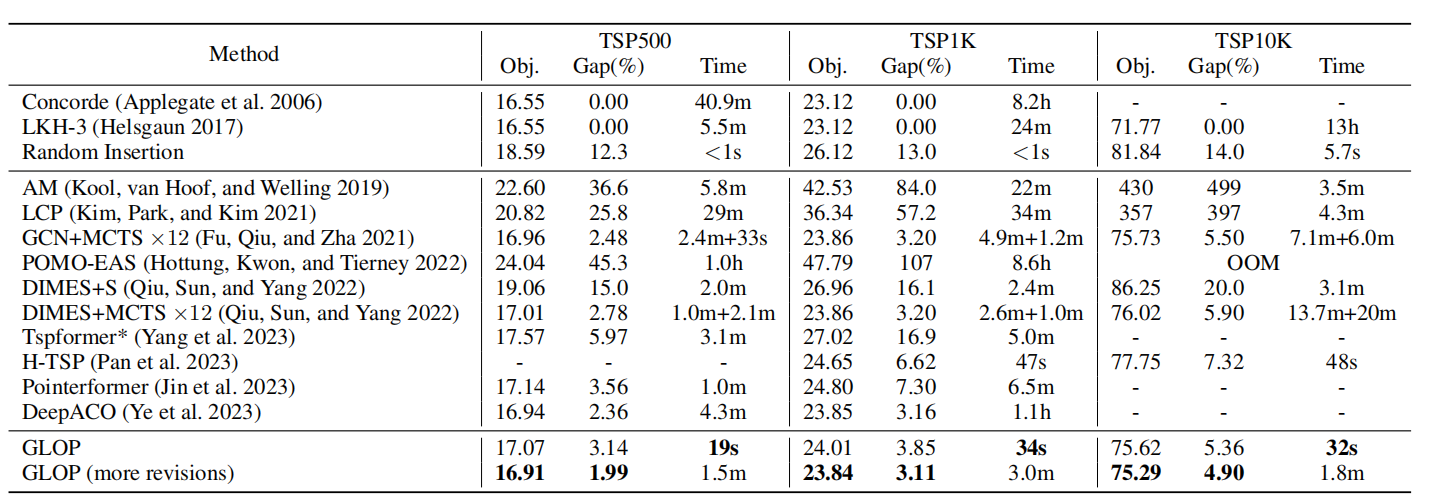 Method TSP500 TSP1K TSP10K
Obj. Gap(%) Time Obj. Gap(%) Time Obj. Gap(%) Time
Concorde (Applegate et al. 2006) 16.55 0.00 40.9m 23.12 0.00 8.2h - - -
LKH-3 (Helsgaun 2017) 16.55 0.00 5.5m 23.12 0.00 24m 71.77 0.00 13h
Random Insertion 18.59 12.3 <1s 26.12 13.0 <1s 81.84 14.0 5.7s
AM (Kool, van Hoof, and Welling 2019) 22.60 36.6 5.8m 42.53 84.0 22m 430 499 3.5m
LCP (Kim, Park, and Kim 2021) 20.82 25.8 29m 36.34 57.2 34m 357 397 4.3m
GCN+MCTS ×12 (Fu, Qiu, and Zha 2021) 16.96 2.48 2.4m+33s 23.86 3.20 4.9m+1.2m 75.73 5.50 7.1m+6.0m
POMO-EAS (Hottung, Kwon, and Tierney 2022) 24.04 45.3 1.0h 47.79 107 8.6h OOM
DIMES+S (Qiu, Sun, and Yang 2022) 19.06 15.0 2.0m 26.96 16.1 2.4m 86.25 20.0 3.1m
DIMES+MCTS ×12 (Qiu, Sun, and Yang 2022) 17.01 2.78 1.0m+2.1m 23.86 3.20 2.6m+1.0m 76.02 5.90 13.7m+20m
Tspformer* (Yang et al. 2023) 17.57 5.97 3.1m 27.02 16.9 5.0m - - -
H-TSP (Pan et al. 2023) - - - 24.65 6.62 47s 77.75 7.32 48s
Pointerformer (Jin et al. 2023) 17.14 3.56 1.0m 24.80 7.30 6.5m - - -
DeepACO (Ye et al. 2023) 16.94 2.36 4.3m 23.85 3.16 1.1h - - -
GLOP 17.07 3.14 19s 24.01 3.85 34s 75.62 5.36 32s
GLOP (more revisions) 16.91 1.99 1.5m 23.84 3.11 3.0m 75.29 4.90 1.8m